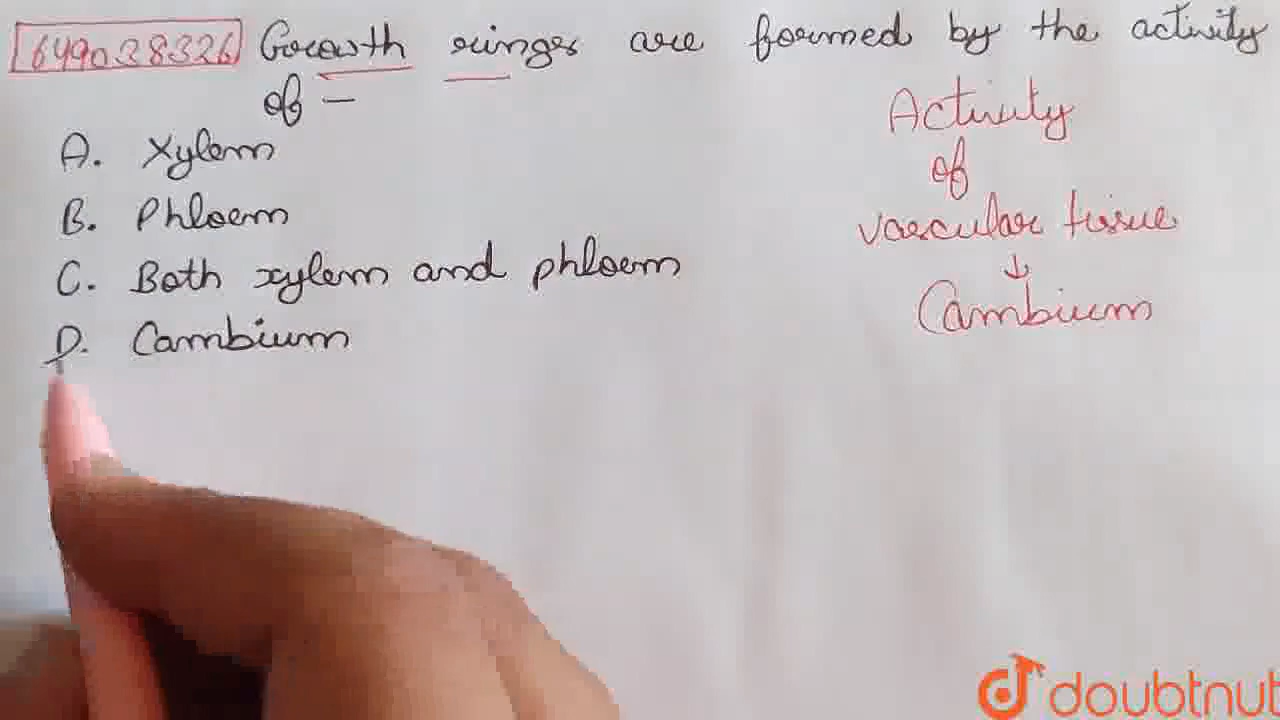 649038326 Growth rings are formed by the activity
of -
A. Xylem
B. Phloem
C. Both xylem and phloem
D. Cambium
Activity
of
vascular tissue
↓
Cambium
doubtnut